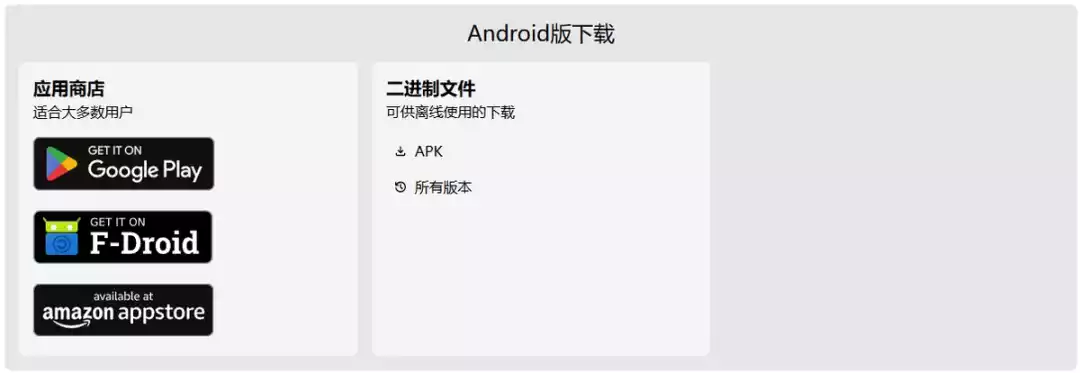 Android版下载
应用商店
适合大多数用户
GET IT ON
Google Play
GET IT ON
F-Droid
available at
amazon appstore
二进制文件
可供离线使用的下载
APK
所有版本